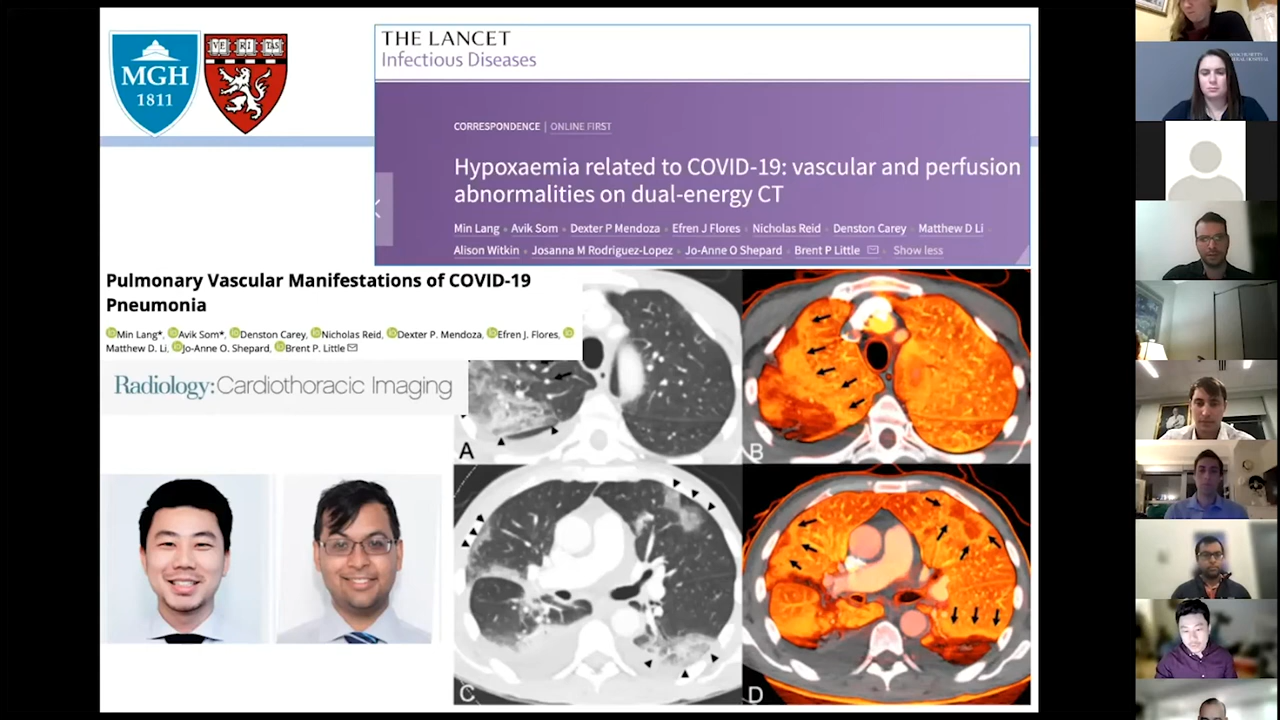 MGH
1811
VE RI TAS
THE LANCET
Infectious Diseases
CORRESPONDENCE | ONLINE FIRST
Hypoxaemia related to COVID-19: vascular and perfusion
abnormalities on dual-energy CT
Min Lang Avik Som Dexter P Mendoza Efren J Flores Nicholas Reid Denston Carey Matthew D Li
Alison Witkin Josanna M Rodriguez-Lopez Jo-Anne O Shepard Brent P Little Show less
Pulmonary Vascular Manifestations of COVID-19
Pneumonia
Min Lang*, Avik Som*, Denston Carey, Nicholas Reid, Dexter P. Mendoza, Efren J. Flores,
Matthew D. Li, Jo-Anne O. Shepard, Brent P. Little
Radiology: Cardiothoracic Imaging
A
B
C
D